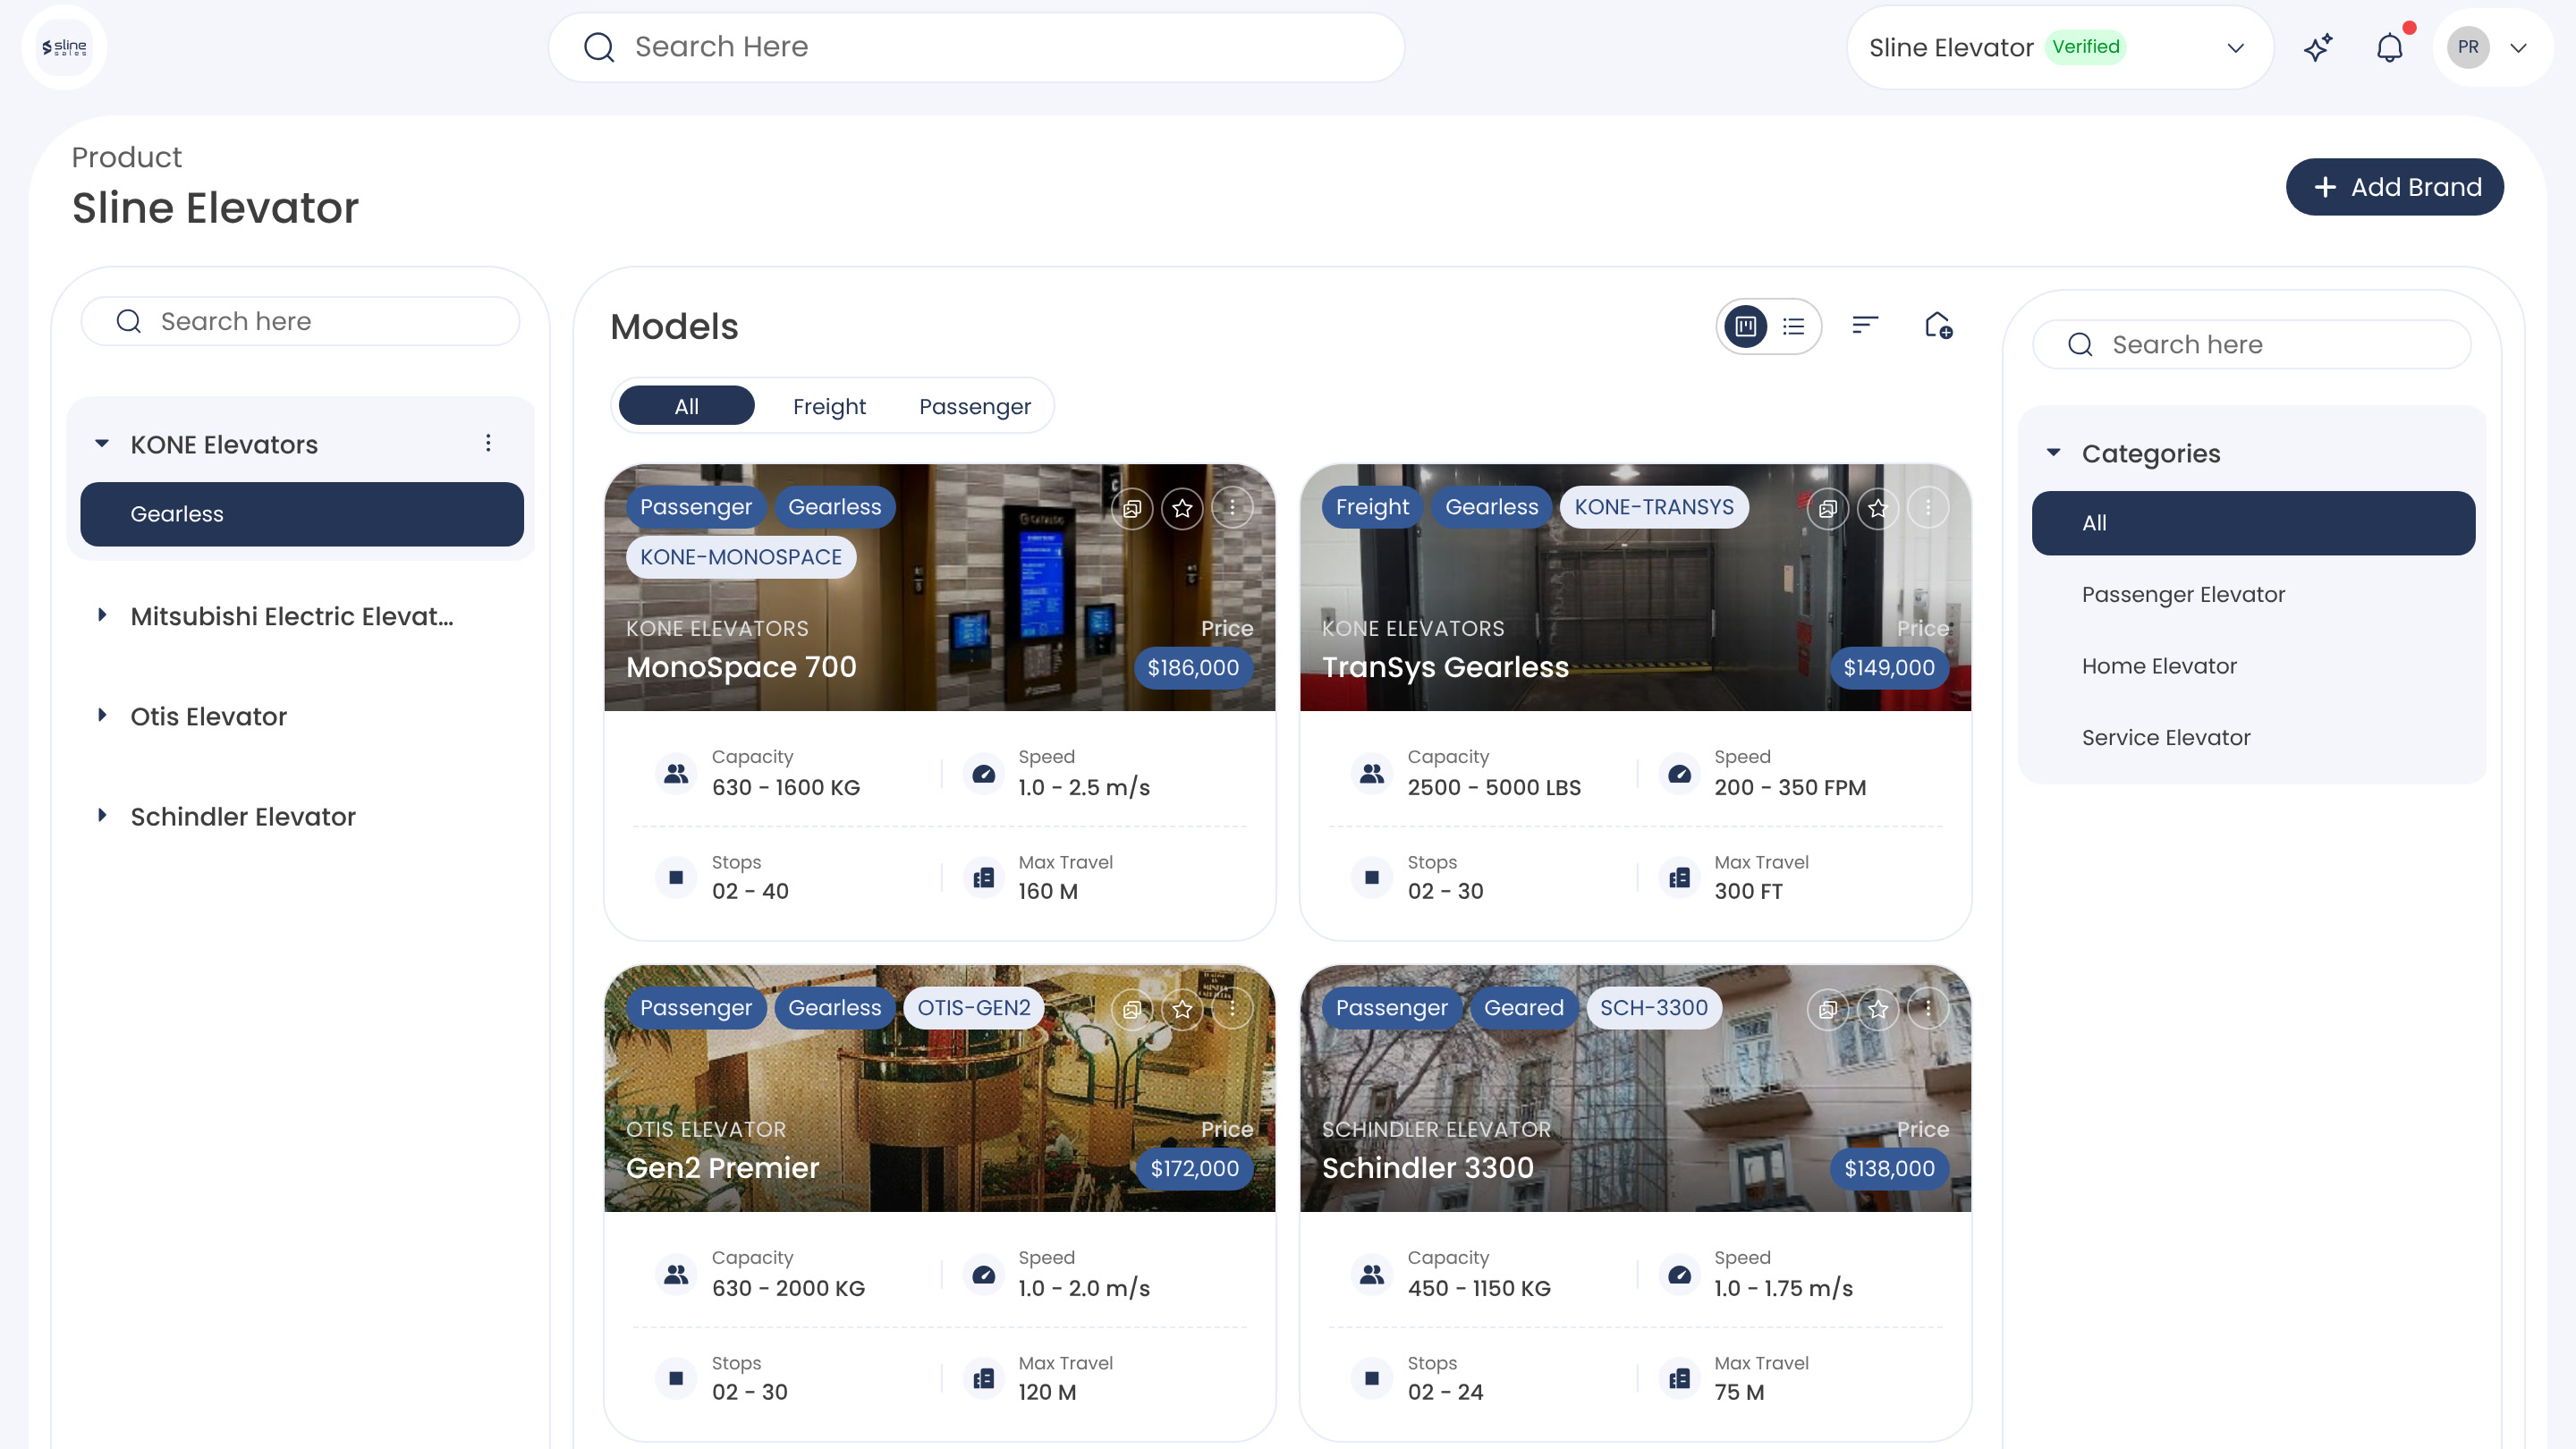 sline
sales
Search Here
Sline Elevator Verified
PR
Product
Sline Elevator
Add Brand
Search here
KONE Elevators
Gearless
Mitsubishi Electric Elevat...
Otis Elevator
Schindler Elevator
Models
All Freight Passenger
Passenger Gearless
KONE-MONOSPACE
KONE ELEVATORS Price
MonoSpace 700 $186,000
Capacity Speed
630 - 1600 KG 1.0 - 2.5 m/s
Stops Max Travel
02 - 40 160 M
Freight Gearless KONE-TRANSYS
KONE ELEVATORS Price
TranSys Gearless $149,000
Capacity Speed
2500 - 5000 LBS 200 - 350 FPM
Stops Max Travel
02 - 30 300 FT
Passenger Gearless OTIS-GEN2
OTIS ELEVATOR Price
Gen2 Premier $172,000
Capacity Speed
630 - 2000 KG 1.0 - 2.0 m/s
Stops Max Travel
02 - 30 120 M
Passenger Geared SCH-3300
SCHINDLER ELEVATOR Price
Schindler 3300 $138,000
Capacity Speed
450 - 1150 KG 1.0 - 1.75 m/s
Stops Max Travel
02 - 24 75 M
Search here
Categories
All
Passenger Elevator
Home Elevator
Service Elevator